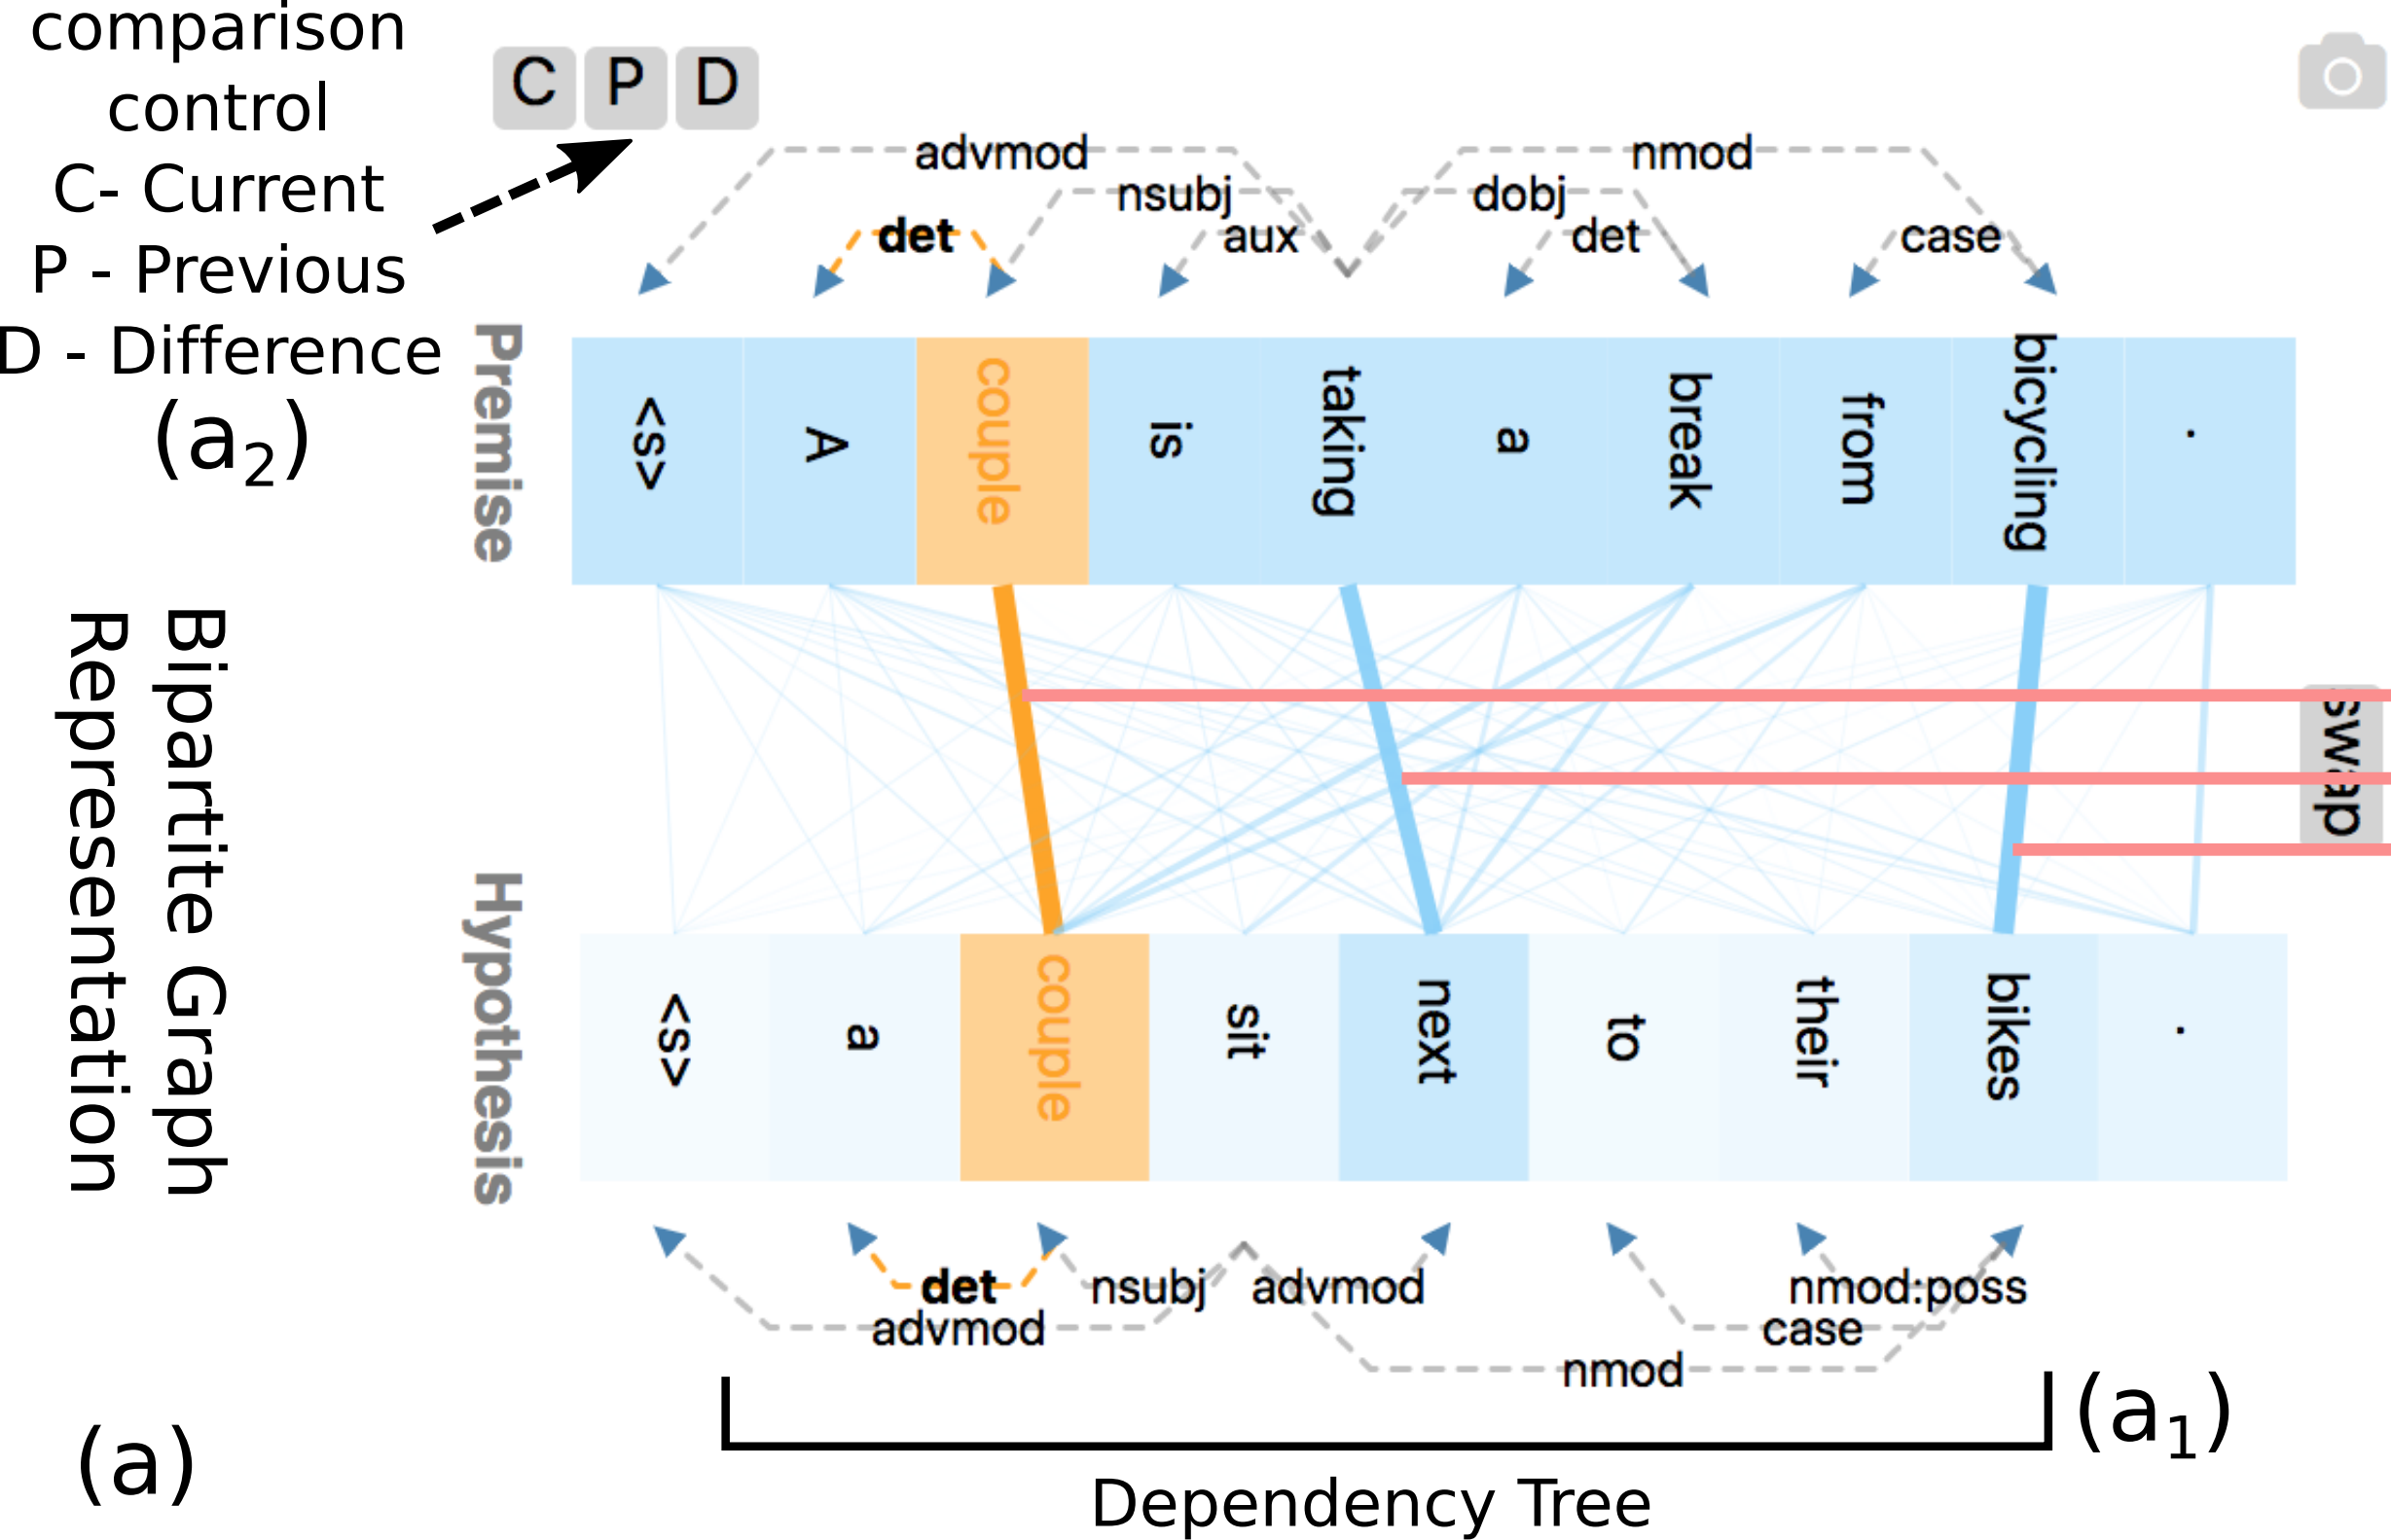 comparison
control
C- Current
P - Previous
D - Difference
(a2)
C P D
advmod nmod
nsubj dobj
det aux det case
Premise
<s> A couple is taking a break from bicycling .
Bipartite Graph
Representation
swap
Hypothesis
<s> a couple sit next to their bikes .
det nsubj advmod nmod:poss
advmod case
nmod
(a1)
(a)
Dependency Tree